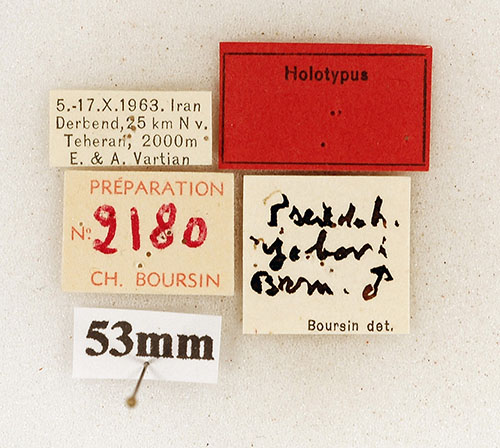 Holotypus
5.-17.X.1963. Iran
Derbend, 25 km N v.
Teheran, 2000m
E. & A. Vartian
PRÉPARATION
No. 2180
CH. BOURSIN
Brsn. ♂
Boursin det.
53mm